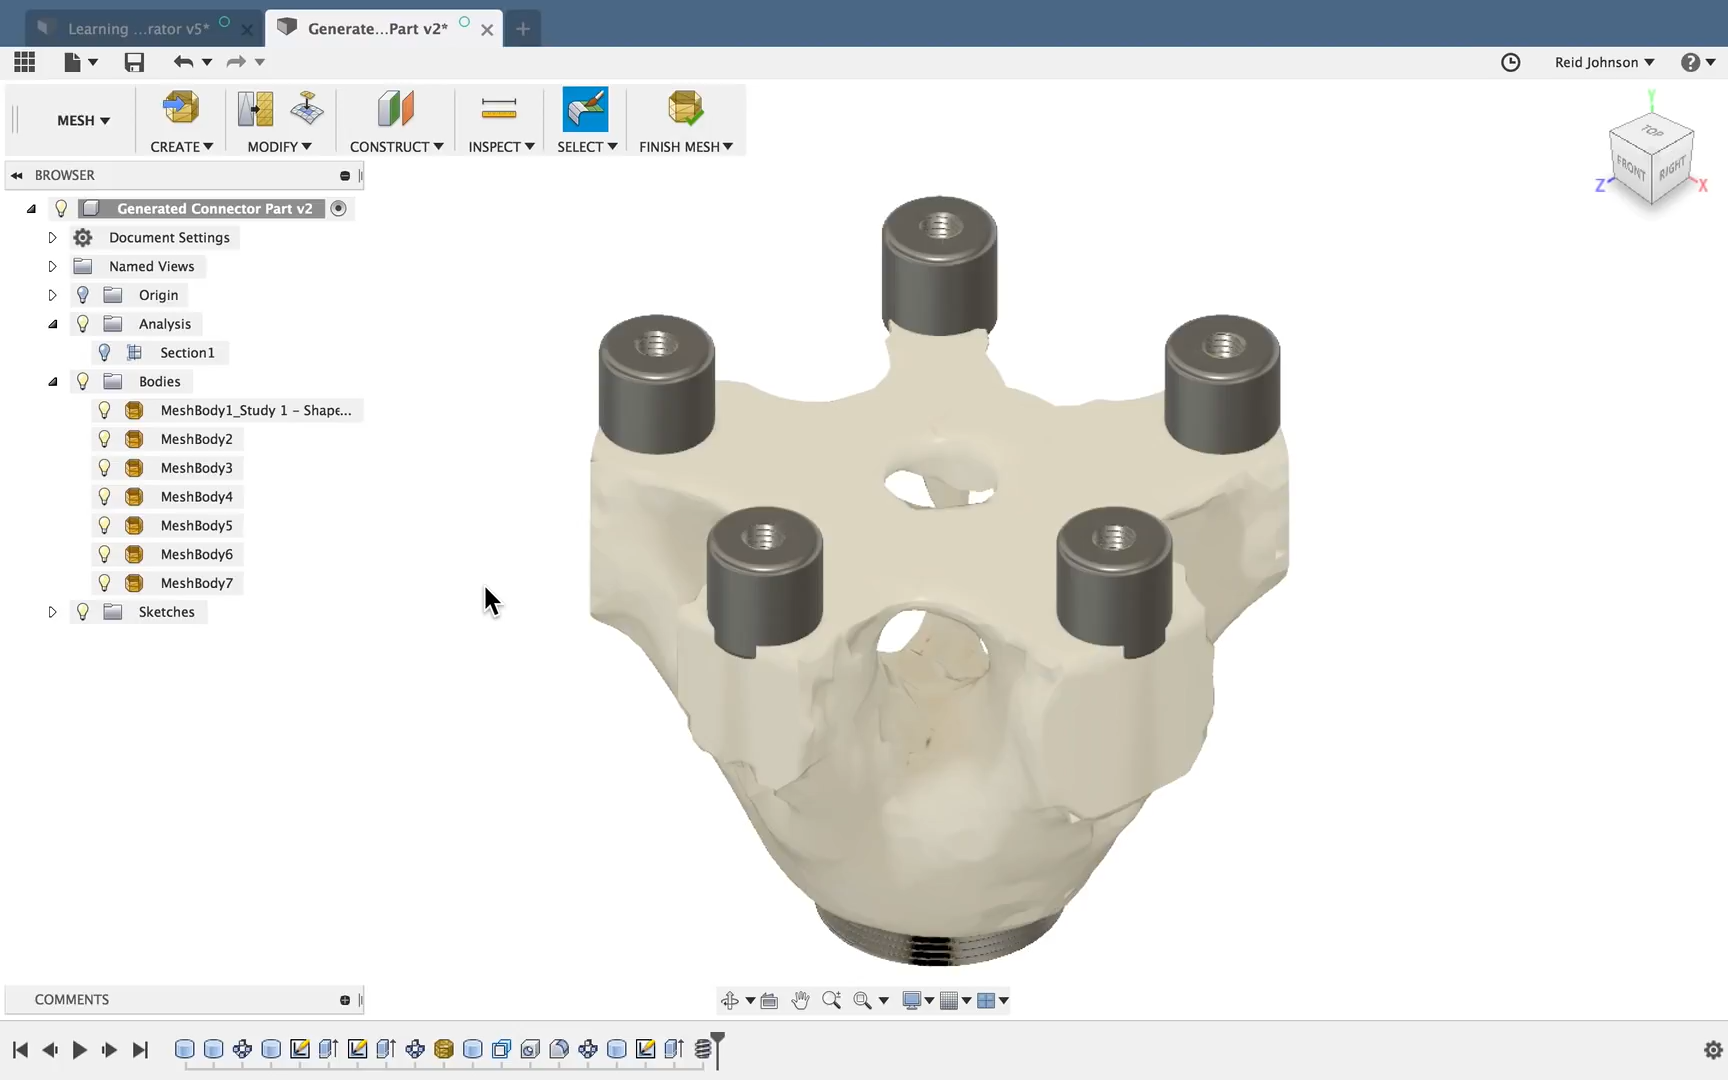 Learning ...rator v5*
Generate...Part v2*
Reid Johnson
MESH
CREATE
MODIFY
CONSTRUCT
INSPECT
SELECT
FINISH MESH
BROWSER
Generated Connector Part v2
Document Settings
Named Views
Origin
Analysis
Section1
Bodies
MeshBody1_Study 1 - Shape...
MeshBody2
MeshBody3
MeshBody4
MeshBody5
MeshBody6
MeshBody7
Sketches
Y
TOP
FRONT
RIGHT
Z
X
COMMENTS